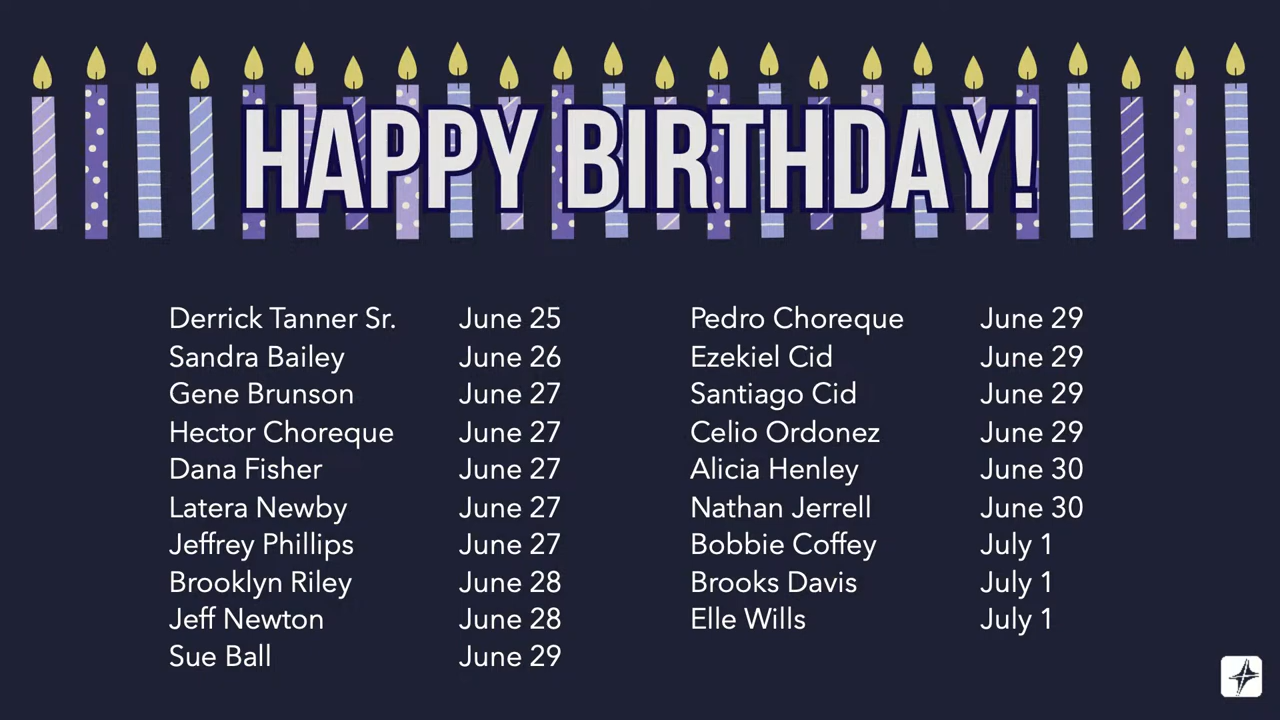 HAPPY BIRTHDAY!
Derrick Tanner Sr. June 25
Sandra Bailey June 26
Gene Brunson June 27
Hector Choreque June 27
Dana Fisher June 27
Latera Newby June 27
Jeffrey Phillips June 27
Brooklyn Riley June 28
Jeff Newton June 28
Sue Ball June 29
Pedro Choreque June 29
Ezekiel Cid June 29
Santiago Cid June 29
Celio Ordonez June 29
Alicia Henley June 30
Nathan Jerrell June 30
Bobbie Coffey July 1
Brooks Davis July 1
Elle Wills July 1